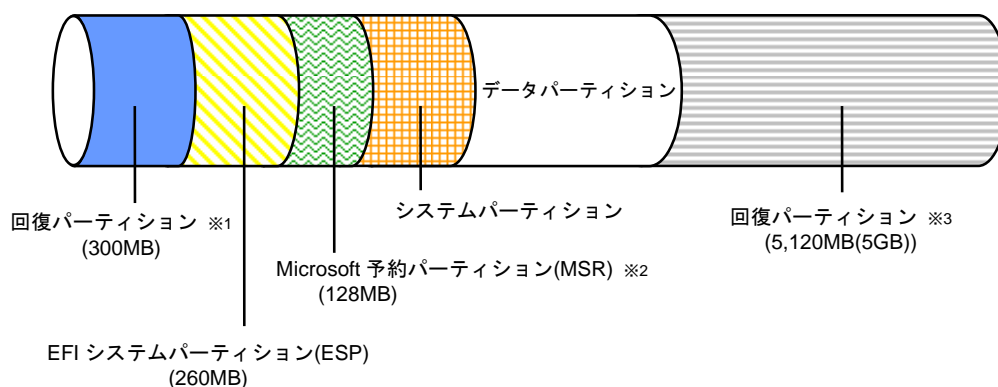 データパーティション
回復パーティション ※1
(300MB)
システムパーティション
回復パーティション ※3
(5,120MB(5GB))
Microsoft 予約パーティション(MSR) ※2
(128MB)
EFI システムパーティション(ESP)
(260MB)